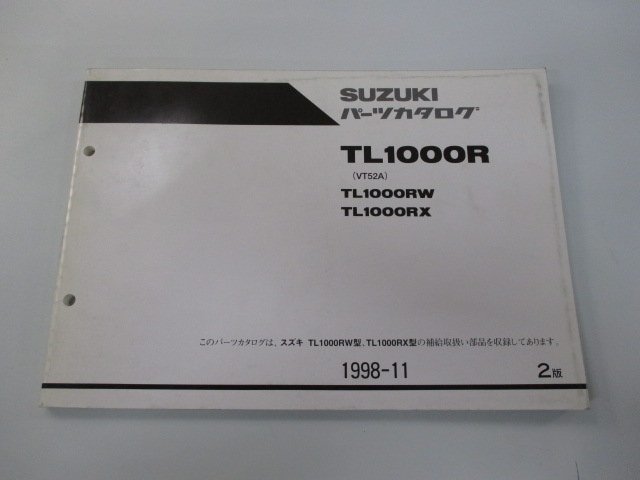 SUZUKI
パーツカタログ
TL1000R
(VT52A)
TL1000RW
TL1000RX
このパーツカタログは、スズキ TL1000RW型、TL1000RX型の補給取扱い部品を収録してあります。
1998-11
2版